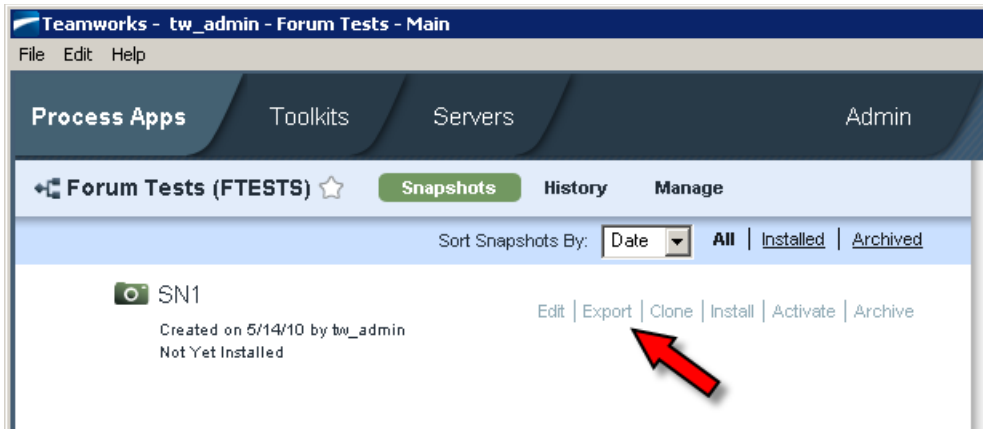 Teamworks - tw_admin - Forum Tests - Main
File Edit Help
Process Apps Toolkits Servers Admin
Forum Tests (FTESTS) Snapshots History Manage
Sort Snapshots By: Date All | Installed | Archived
SN1
Edit | Export | Clone | Install | Activate | Archive
Created on 5/14/10 by tw_admin
Not Yet Installed